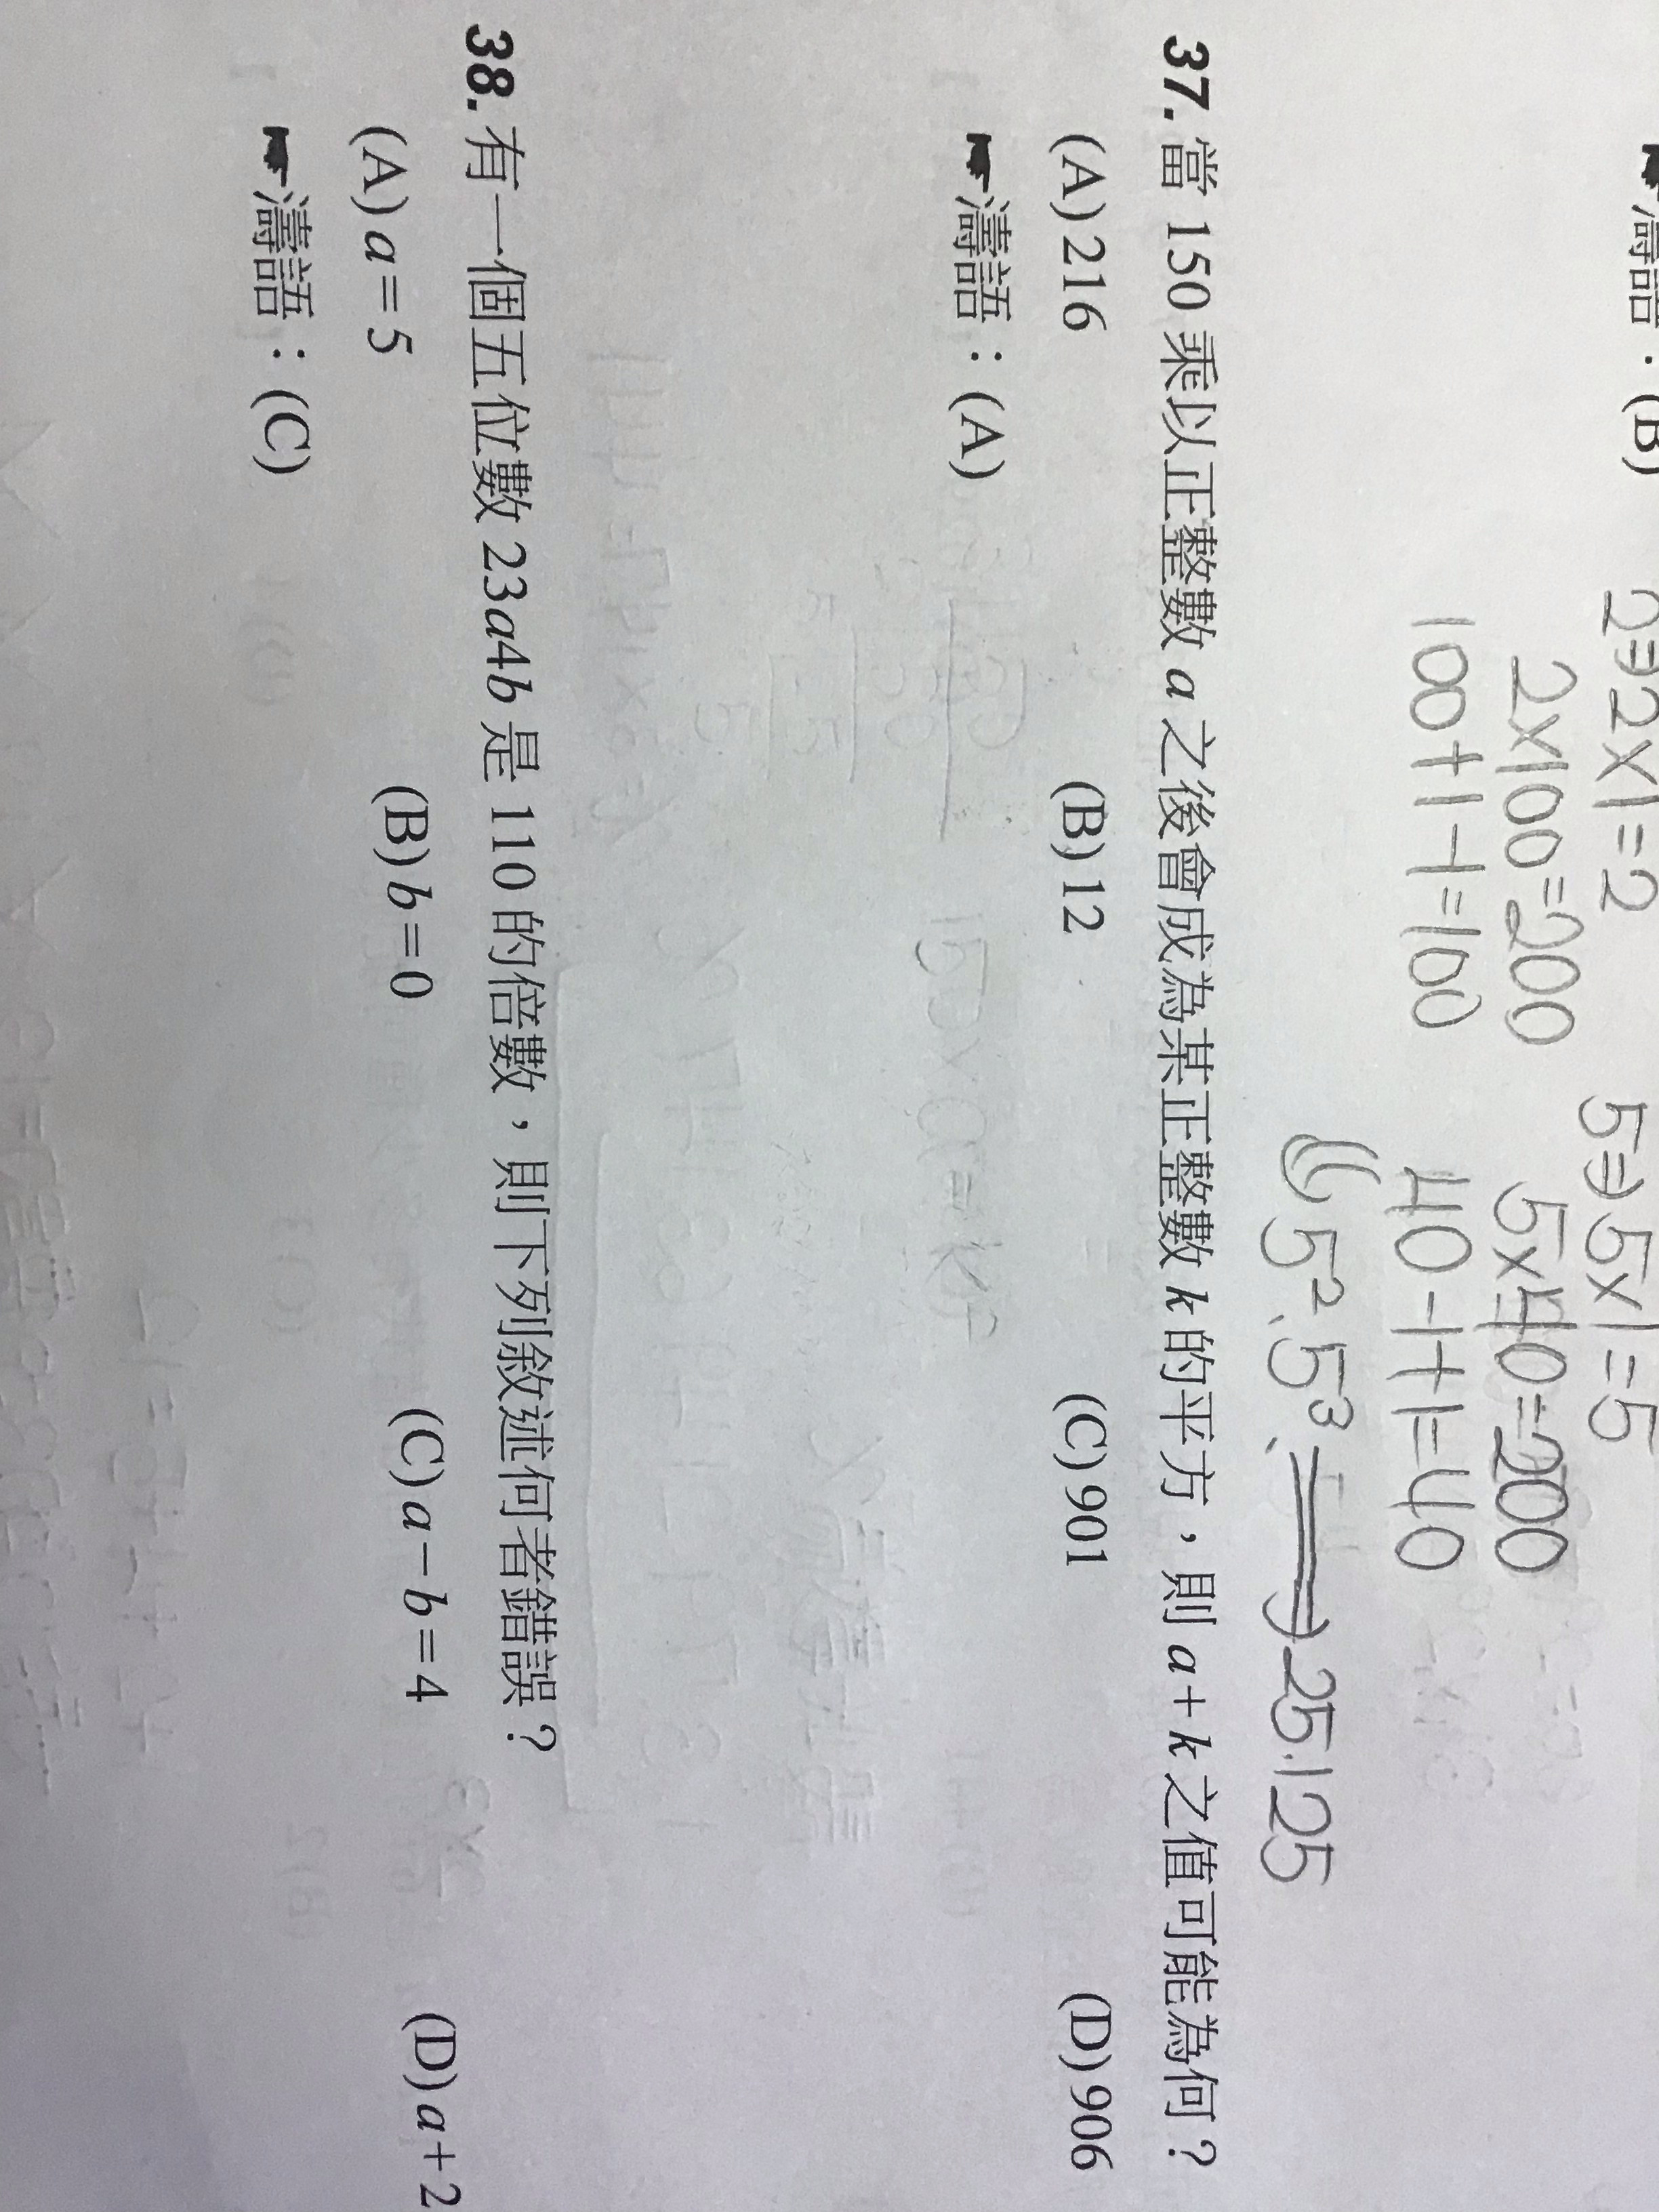 濤語：(B)
2⇒2×1=2 5⇒5×1=5
2×100=200 5×40=200
100+1-1=100 40-1+1=40
5²、5³、⇒25.125
37. 當 150 乘以正整數 a 之後會成為某正整數 k 的平方，則 a+k 之值可能為何？
(A) 216 (B) 12 (C) 901 (D) 906
☛濤語：(A)
38. 有一個五位數 23a4b 是 110 的倍數，則下列敘述何者錯誤？
(A) a=5 (B) b=0 (C) a-b=4 (D) a+2
☛濤語：(C)